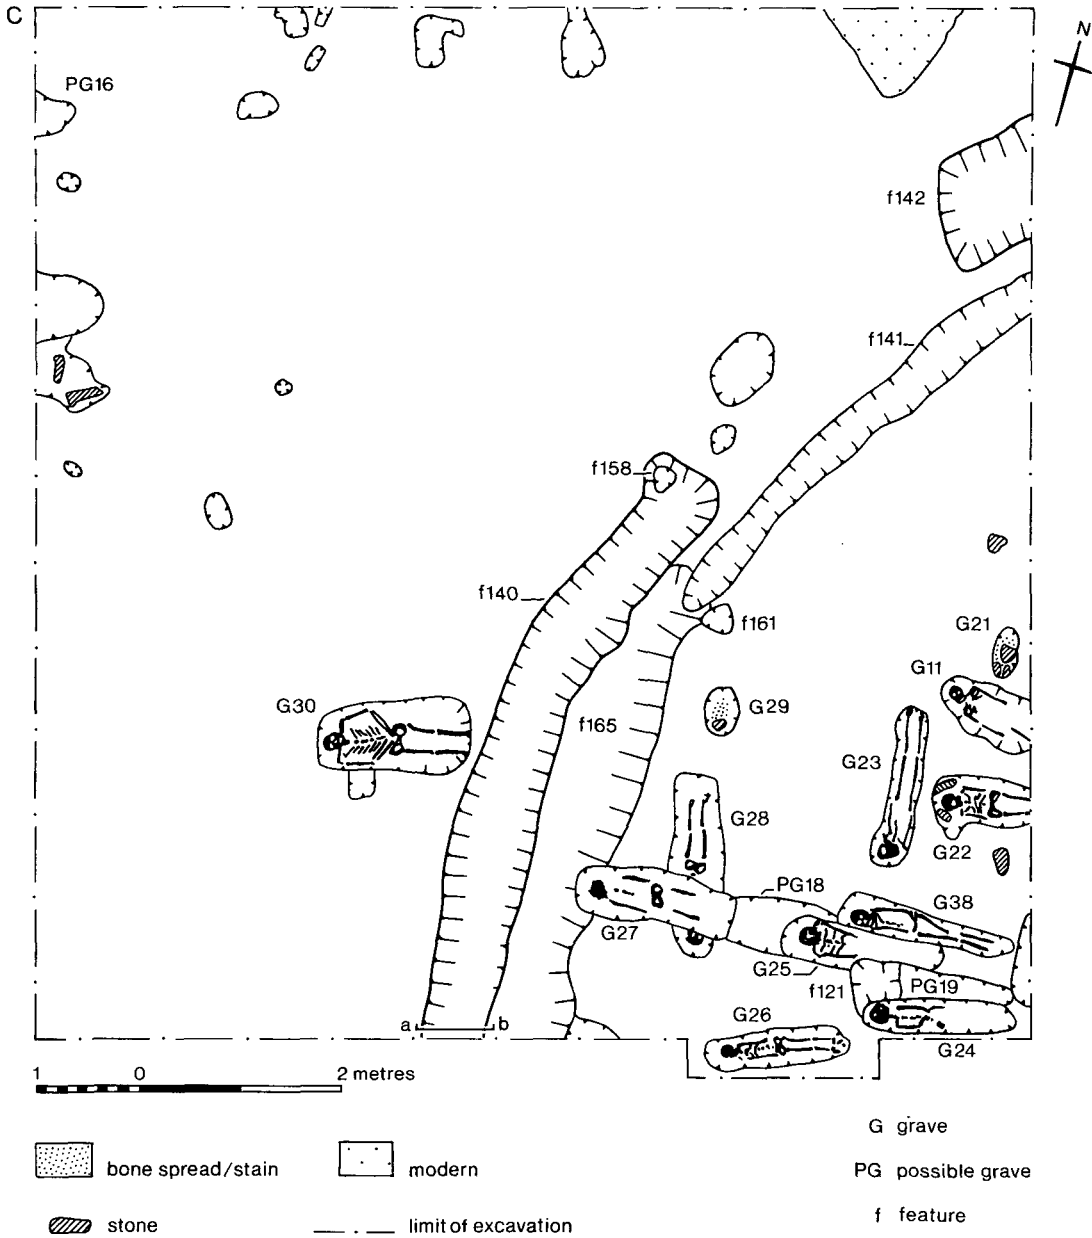 C
N
PG16
f142
f141
f158
f140
f161
G21
G11
G30
f165
G29
G23
G28
G22
PG18
G38
G27
G25
f121
PG19
a b
G26
G24
1 0 2 metres
bone spread/stain
modern
stone
limit of excavation
G grave
PG possible grave
f feature